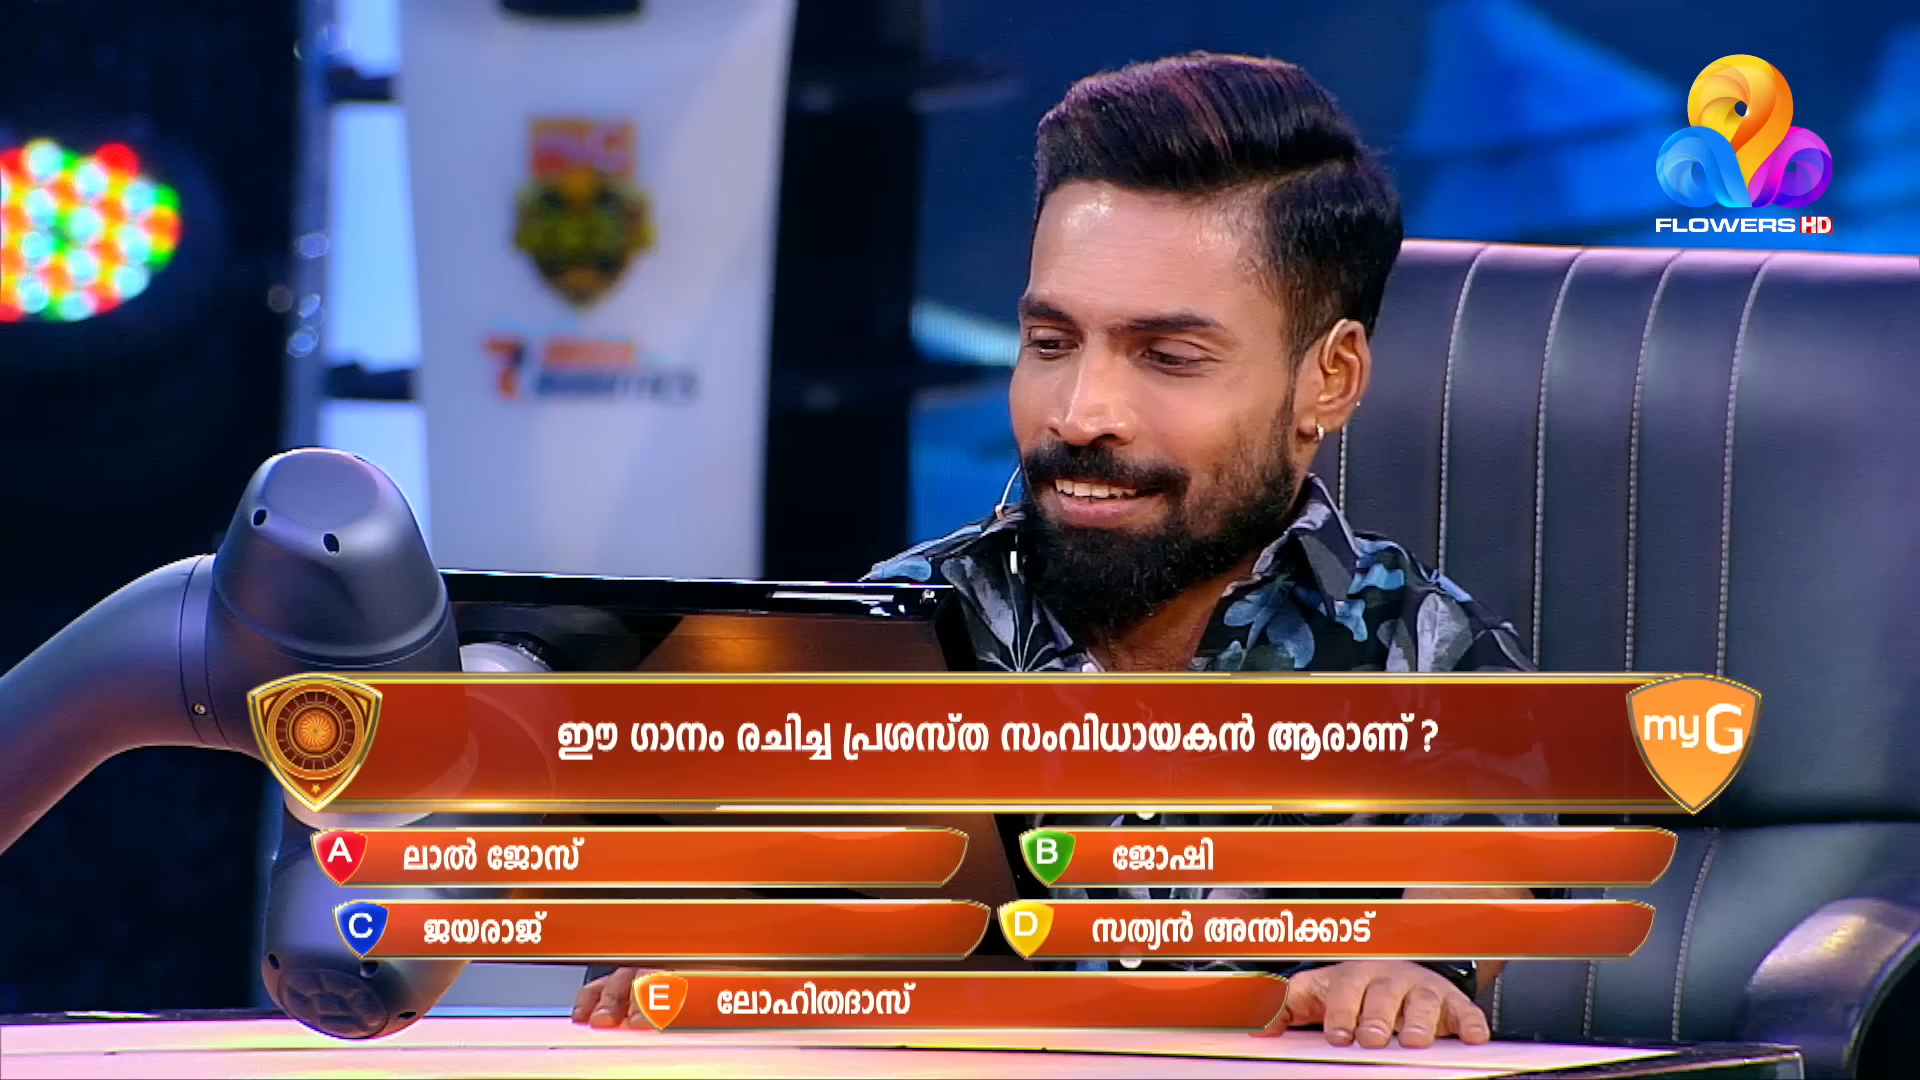 FLOWERS HD
ഈ ഗാനം രചിച്ച പ്രശസ്ത സംവിധായകൻ ആരാണ് ?
myG
A ലാൽ ജോസ്
B ജോഷി
C ജയരാജ്
D സത്യൻ അന്തിക്കാട്
E ലോഹിതദാസ്